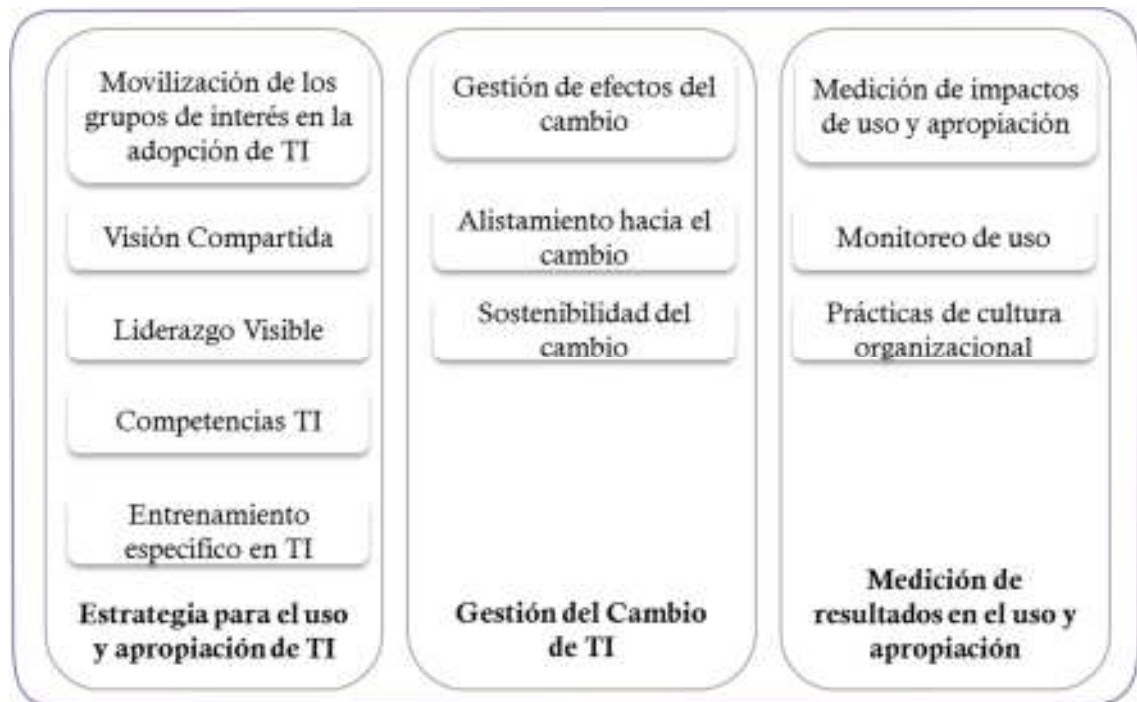 Movilización de los
grupos de interés en la
adopción de TI
Visión Compartida
Liderazgo Visible
Competencias TI
Entrenamiento
especifico en TI
Estrategia para el uso
y apropiación de TI
Gestión de efectos del
cambio
Alistamiento hacia el
cambio
Sostenibilidad del
cambio
Gestión del Cambio
de TI
Medición de impactos
de uso y apropiación
Monitoreo de uso
Prácticas de cultura
organizacional
Medición de
resultados en el uso y
apropiación